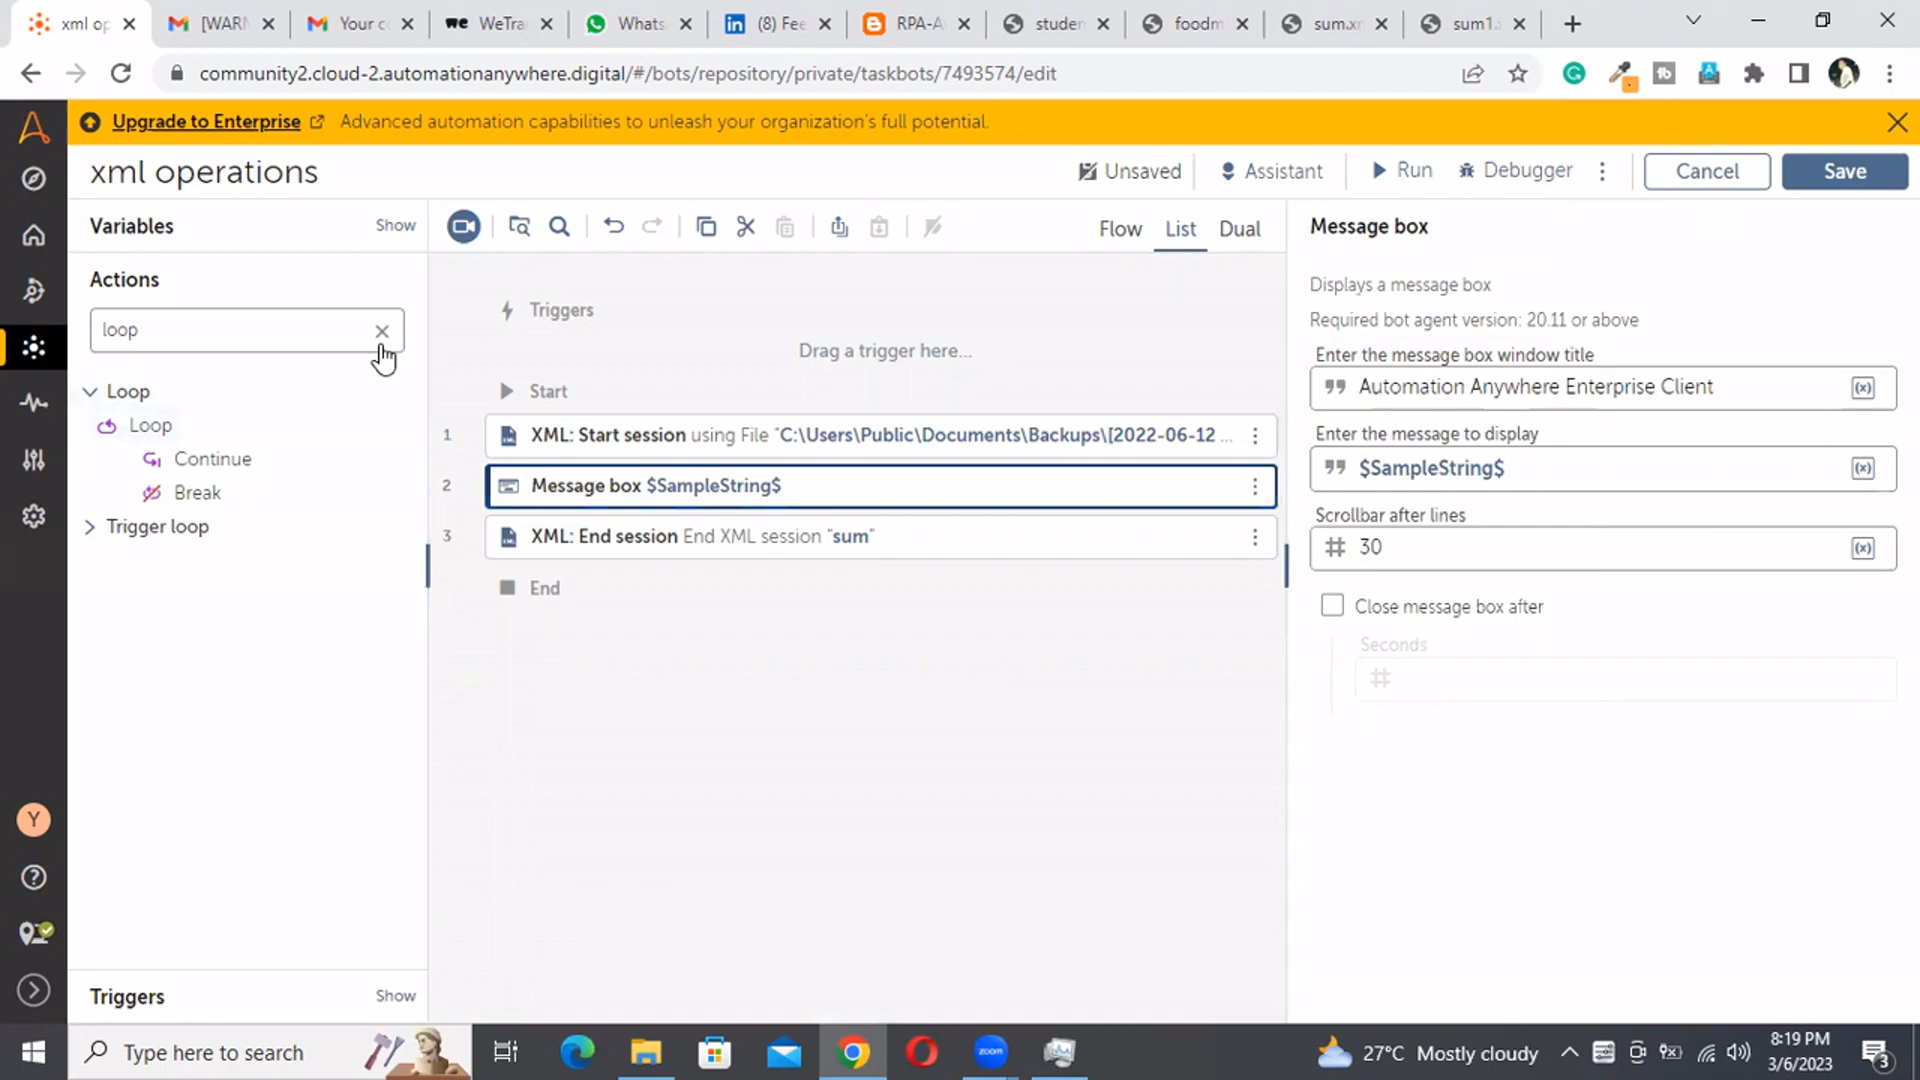 xml op
[WARN
Your co
WeTra
Whats
(8) Fee
RPA-A
studen
foodm
sum.xm
sum1.
community2.cloud-2.automationanywhere.digital/#/bots/repository/private/taskbots/7493574/edit
Upgrade to Enterprise Advanced automation capabilities to unleash your organization's full potential.
xml operations
Unsaved
Assistant
Run
Debugger
Cancel
Save
Variables
Show
Flow
List
Dual
Message box
Actions
loop
Loop
Loop
Continue
Break
Trigger loop
Triggers
Show
Triggers
Drag a trigger here...
Start
1 XML: Start session using File "C:\Users\Public\Documents\Backups\[2022-06-12 ...
2 Message box $SampleString$
3 XML: End session End XML session "sum"
End
Displays a message box
Required bot agent version: 20.11 or above
Enter the message box window title
Automation Anywhere Enterprise Client
(x)
Enter the message to display
$SampleString$
(x)
Scrollbar after lines
30
(x)
Close message box after
Seconds
Y
Type here to search
zoom
27°C Mostly cloudy
8:19 PM
3/6/2023
3